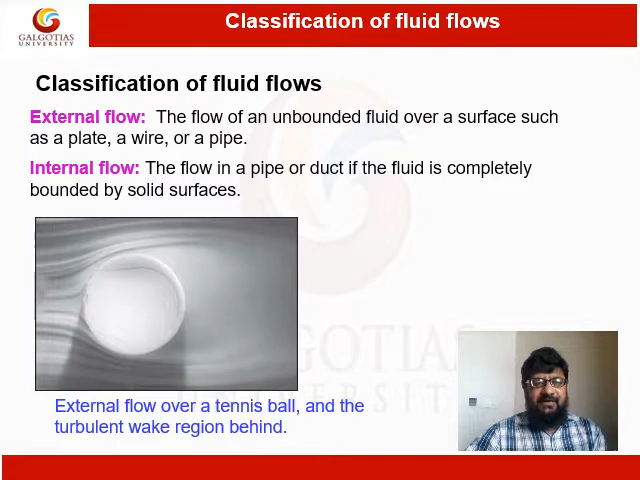 GALGOTIAS
UNIVERSITY
Classification of fluid flows
Classification of fluid flows
External flow: The flow of an unbounded fluid over a surface such
as a plate, a wire, or a pipe.
Internal flow: The flow in a pipe or duct if the fluid is completely
bounded by solid surfaces.
GALGOTIAS
UNIVERSITY
External flow over a tennis ball, and the
turbulent wake region behind.